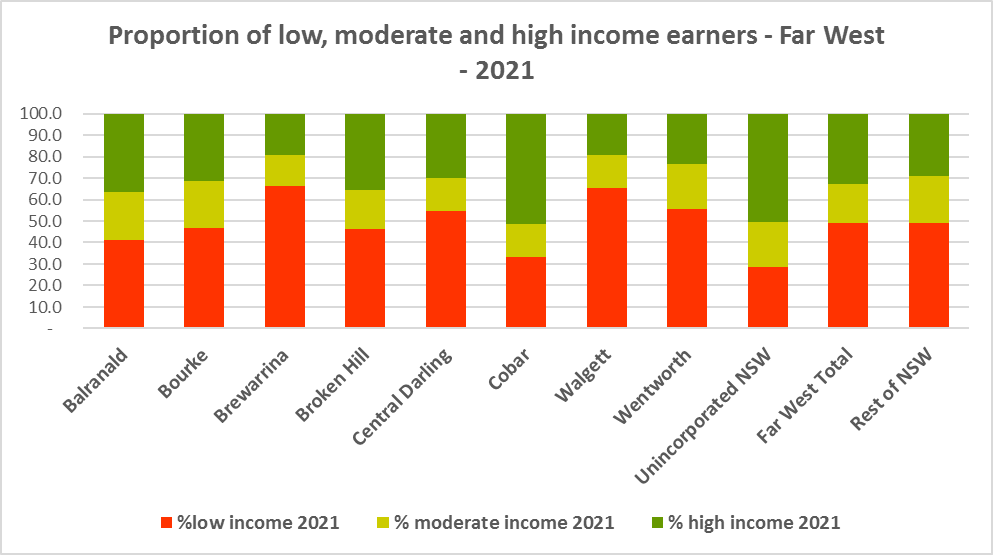 Proportion of low, moderate and high income earners - Far West
- 2021
100.0
90.0
80.0
70.0
60.0
50.0
40.0
30.0
20.0
10.0
-
Balranald
Bourke
Brewarrina
Broken Hill
Central Darling
Cobar
Walgett
Wentworth
Unincorporated NSW
Far West Total
Rest of NSW
%low income 2021
% moderate income 2021
% high income 2021